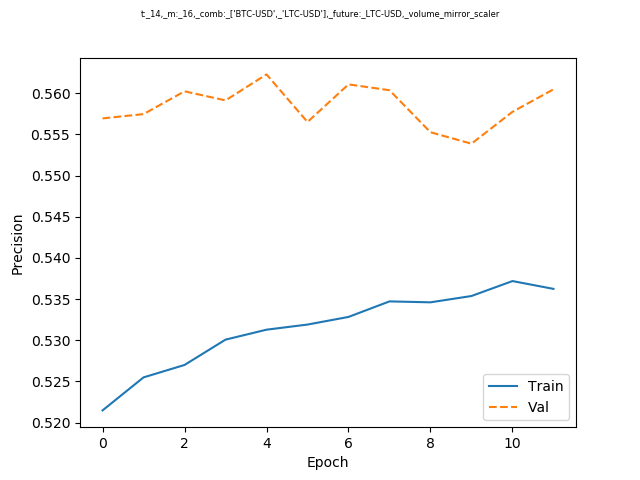 t:_14,_m:_16,_comb:_['BTC-USD',_'LTC-USD'],_future:_LTC-USD,_volume_mirror_scaler
0.560
0.555
0.550
0.545
0.540
0.535
0.530
0.525
0.520
Precision
0 2 4 6 8 10
Epoch
Train
Val